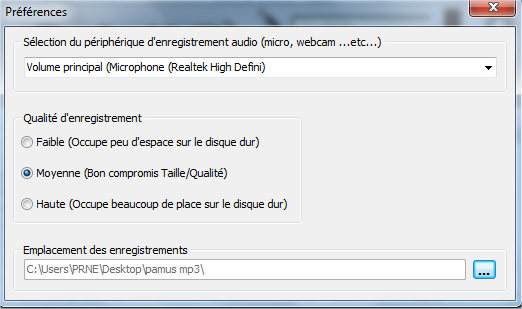 Préférences
Sélection du périphérique d'enregistrement audio (micro, webcam ...etc...)
Volume principal (Microphone (Realtek High Defini)
Qualité d'enregistrement
Faible (Occupe peu d'espace sur le disque dur)
Moyenne (Bon compromis Taille/Qualité)
Haute (Occupe beaucoup de place sur le disque dur)
Emplacement des enregistrements
C:\Users\PRNE\Desktop\pamus mp3\
...